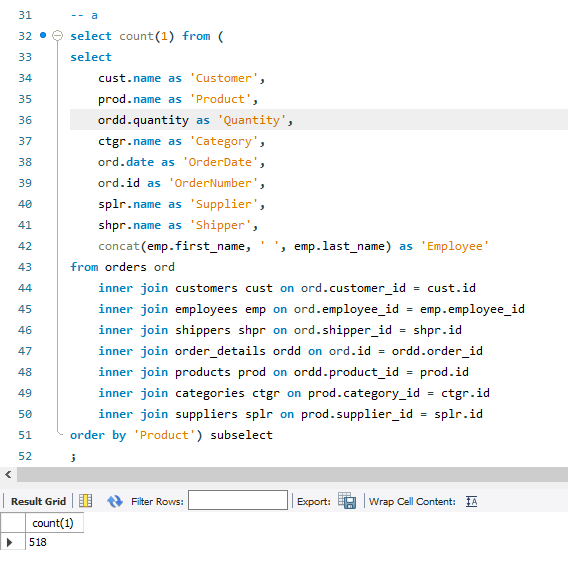 31 -- a
32 select count(1) from (
33 select
34 cust.name as 'Customer',
35 prod.name as 'Product',
36 ordd.quantity as 'Quantity',
37 ctgr.name as 'Category',
38 ord.date as 'OrderDate',
39 ord.id as 'OrderNumber',
40 splr.name as 'Supplier',
41 shpr.name as 'Shipper',
42 concat(emp.first_name, ' ', emp.last_name) as 'Employee'
43 from orders ord
44 inner join customers cust on ord.customer_id = cust.id
45 inner join employees emp on ord.employee_id = emp.employee_id
46 inner join shippers shpr on ord.shipper_id = shpr.id
47 inner join order_details ordd on ord.id = ordd.order_id
48 inner join products prod on ordd.product_id = prod.id
49 inner join categories ctgr on prod.category_id = ctgr.id
50 inner join suppliers splr on prod.supplier_id = splr.id
51 order by 'Product') subselect
52 ;
Result Grid Filter Rows: Export: Wrap Cell Content: IA
count(1)
518